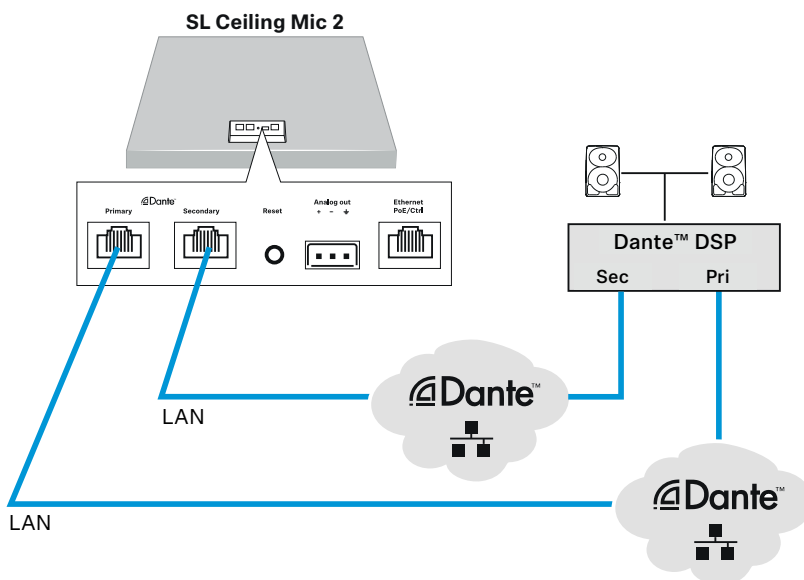 SL Ceiling Mic 2
Dante™
Primary Secondary Reset Analog out Ethernet
+ - PoE/Ctrl
Dante™ DSP
Sec Pri
Dante™
LAN
Dante™
LAN